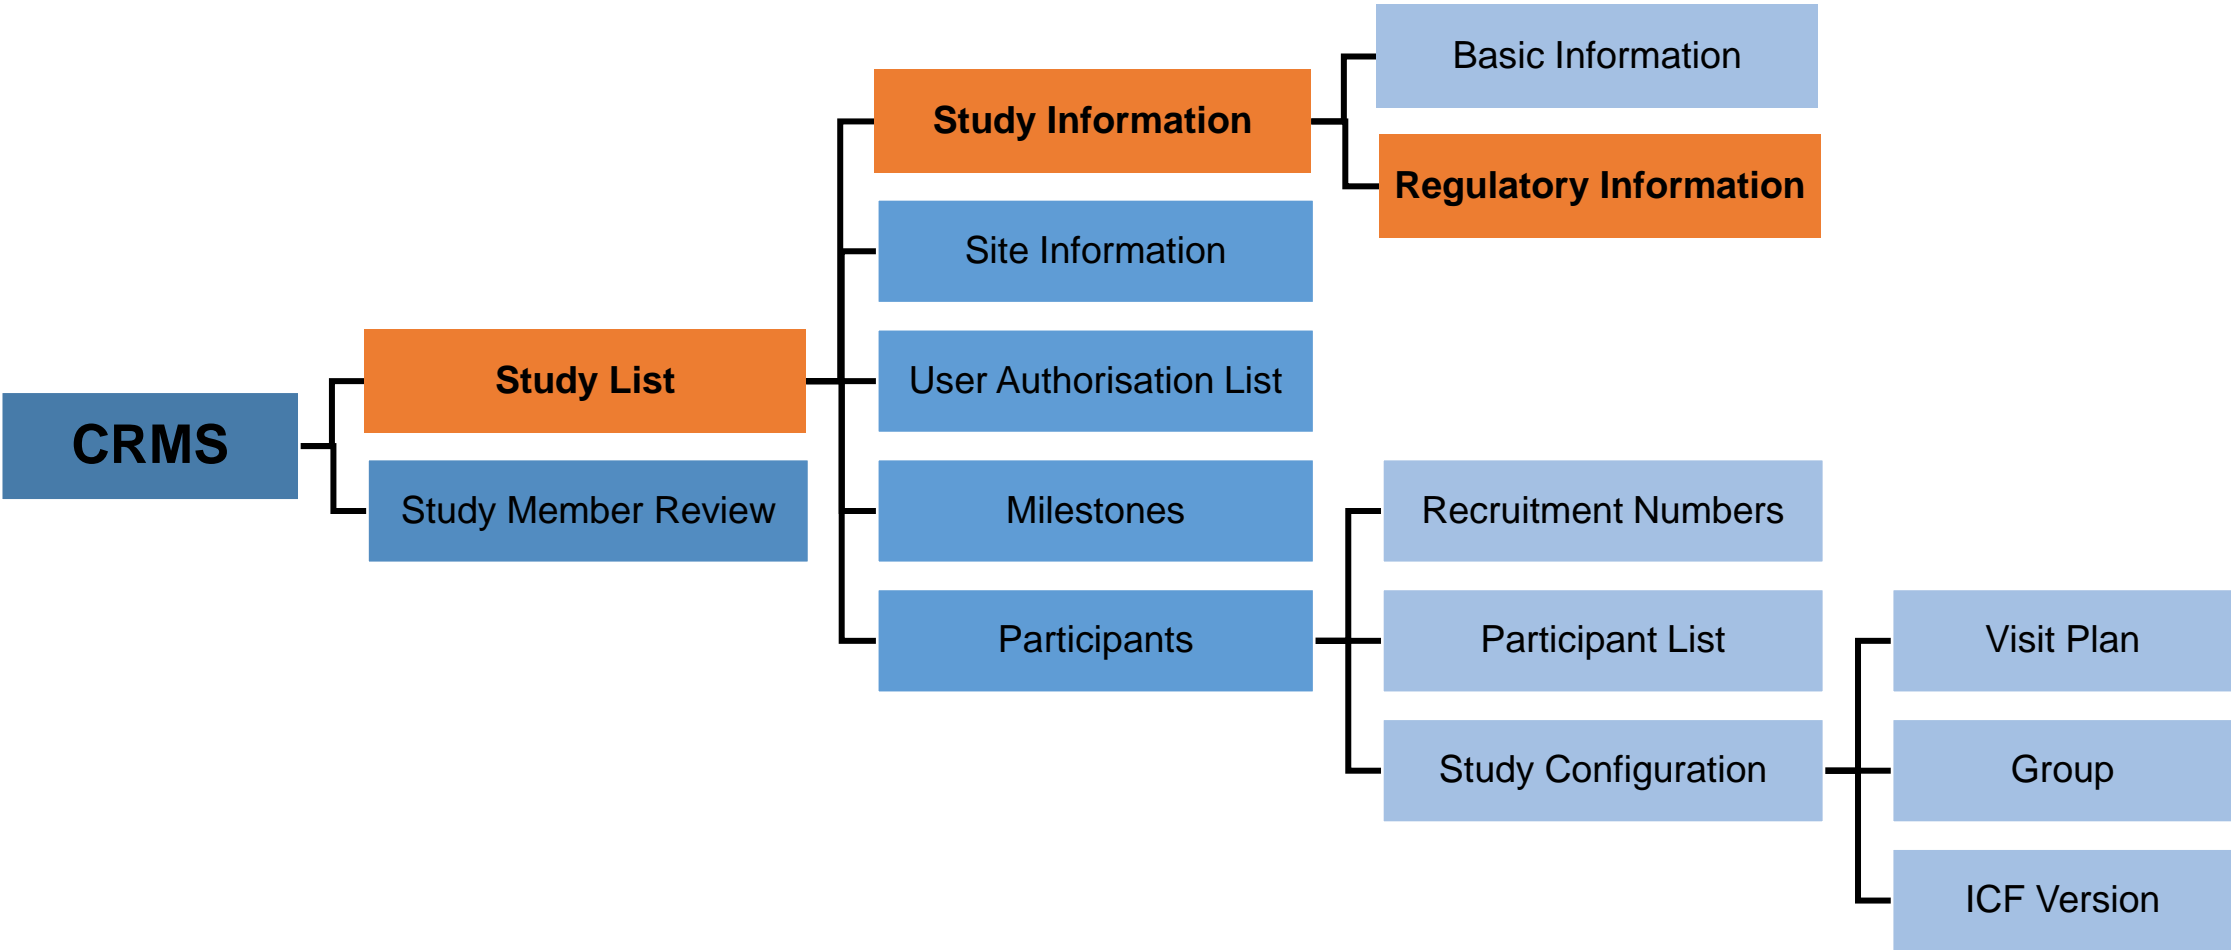 CRMS
Study List
Study Member Review
Study Information
Site Information
User Authorisation List
Milestones
Participants
Basic Information
Regulatory Information
Recruitment Numbers
Participant List
Study Configuration
Visit Plan
Group
ICF Version